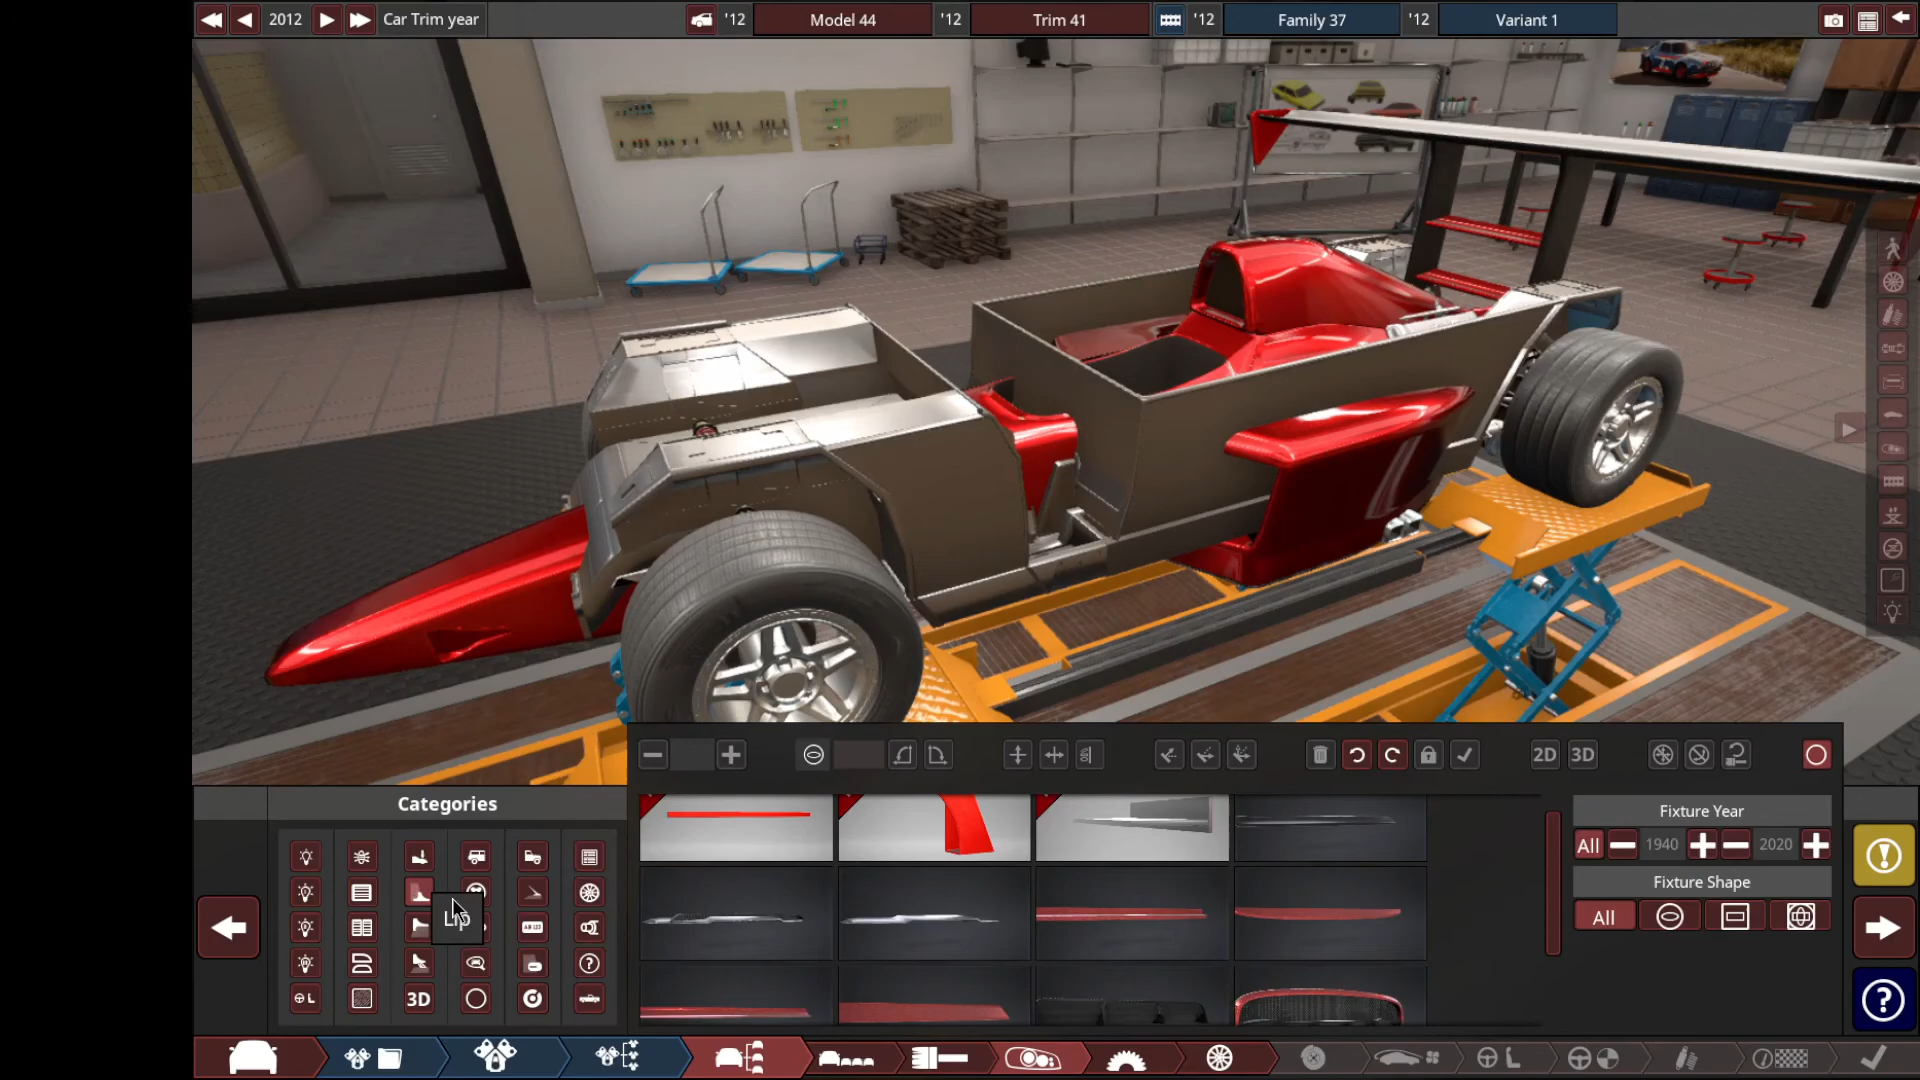 2012
Car Trim year
'12
Model 44
'12
Trim 41
'12
Family 37
'12
Variant 1
Categories
Lip
L
3D
2D
3D
Fixture Year
All
1940
2020
Fixture Shape
All